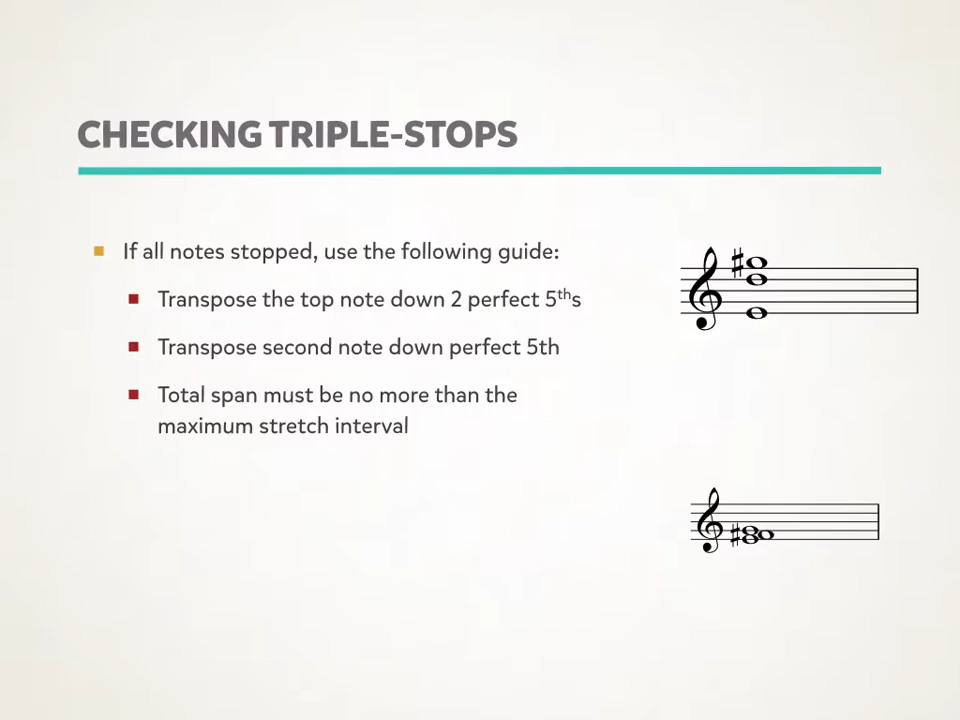 CHECKING TRIPLE-STOPS
If all notes stopped, use the following guide:
Transpose the top note down 2 perfect 5ths
Transpose second note down perfect 5th
Total span must be no more than the
maximum stretch interval